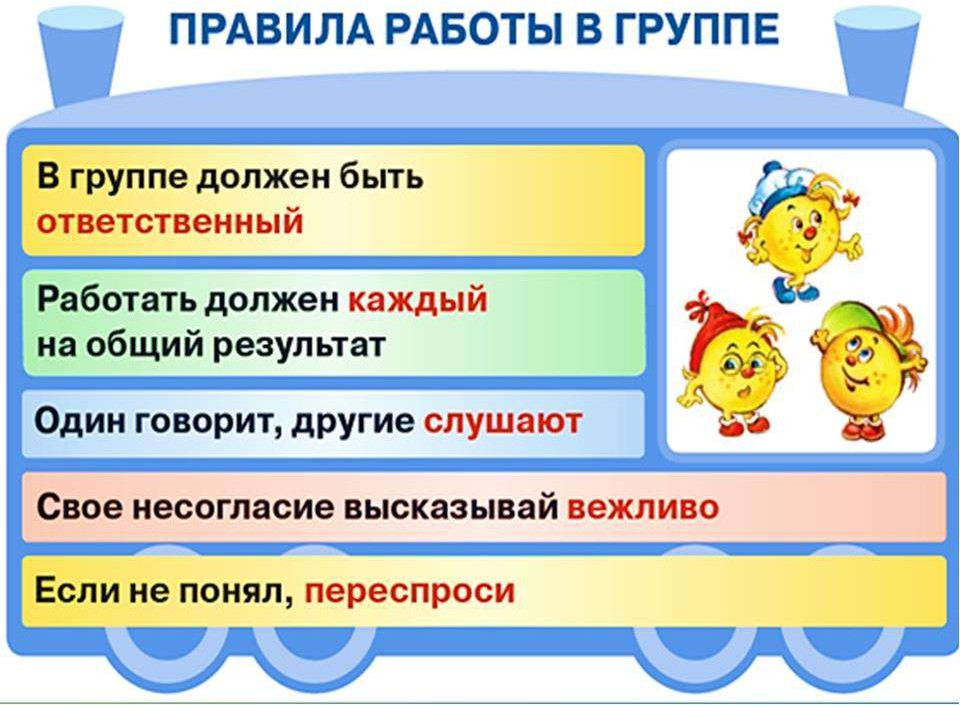 ПРАВИЛА РАБОТЫ В ГРУППЕ
В группе должен быть
ответственный
Работать должен каждый
на общий результат
Один говорит, другие слушают
Свое несогласие высказывай вежливо
Если не понял, переспроси